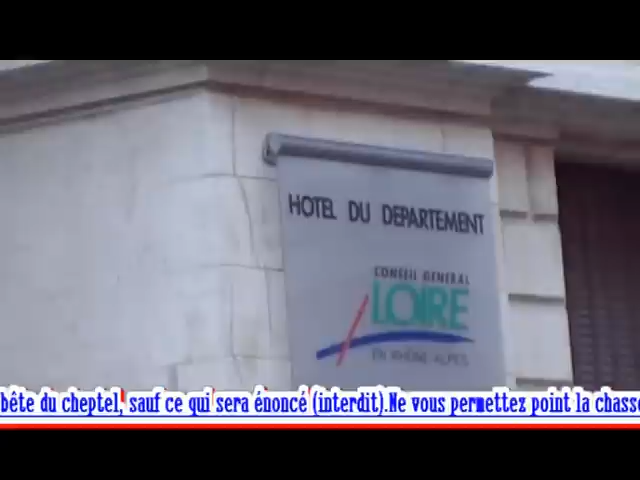 HOTEL DU DEPARTEMENT
CONSEIL GENERAL
LOIRE
EN RHÔNE-ALPES
bête du cheptel, sauf ce qui sera énoncé (interdit).Ne vous permettez point la chasse